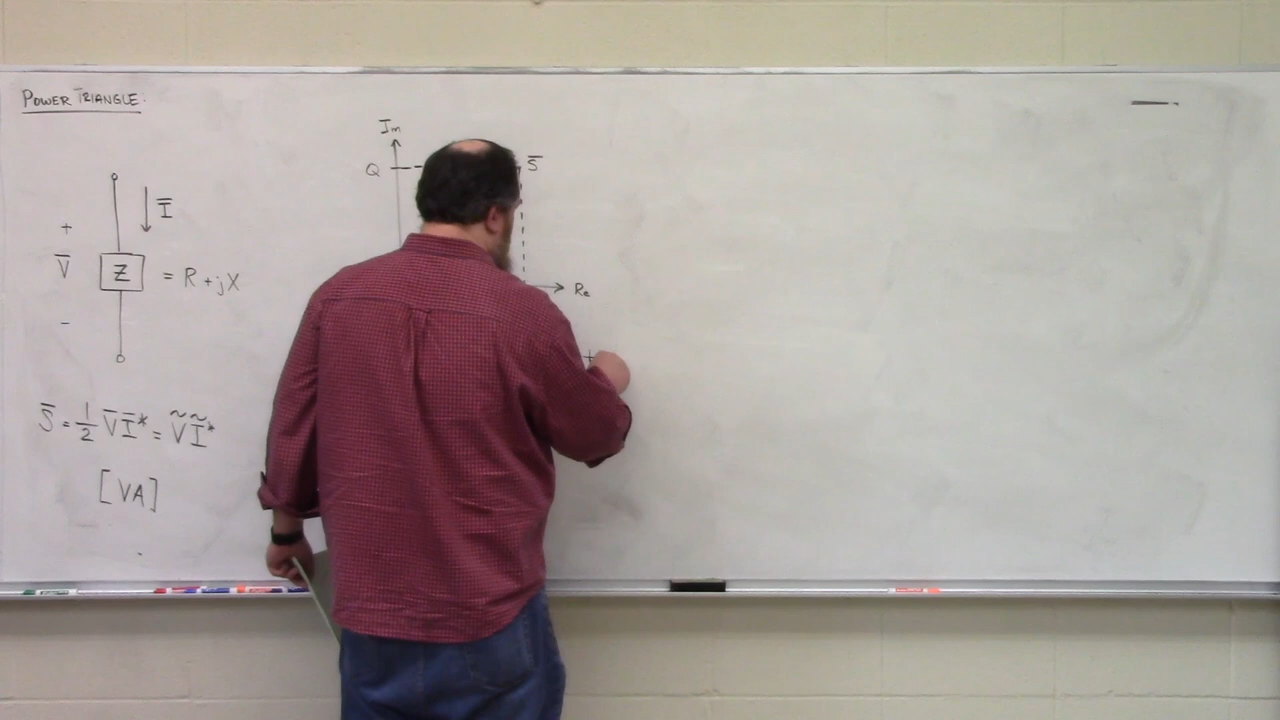 POWER TRIANGLE.
Im
Q
S̅
Re
+
I̅
+
V̅
−
Z = R + jX
S̅ = 1/2 V̅ I̅* = Ṽ Ĩ*
[VA]